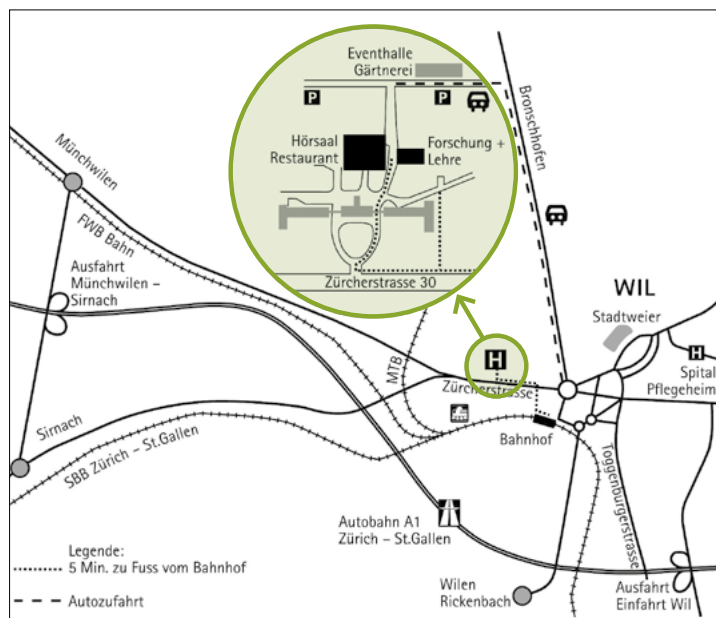 Eventhalle
Gärtnerei
P
P
Hörsaal
Restaurant
Forschung +
Lehre
Zürcherstrasse 30
Bronschhofen
Münchwilen
FWB Bahn
Ausfahrt
Münchwilen –
Sirnach
WIL
Stadtweier
H
H
Spital
Pflegeheim
MTB
Zürcherstrasse
Bahnhof
Sirnach
SBB Zürich – St.Gallen
Toggenburgerstrasse
Autobahn A1
Zürich – St.Gallen
Legende:
5 Min. zu Fuss vom Bahnhof
Autozufahrt
Wilen
Rickenbach
Ausfahrt
Einfahrt Wil